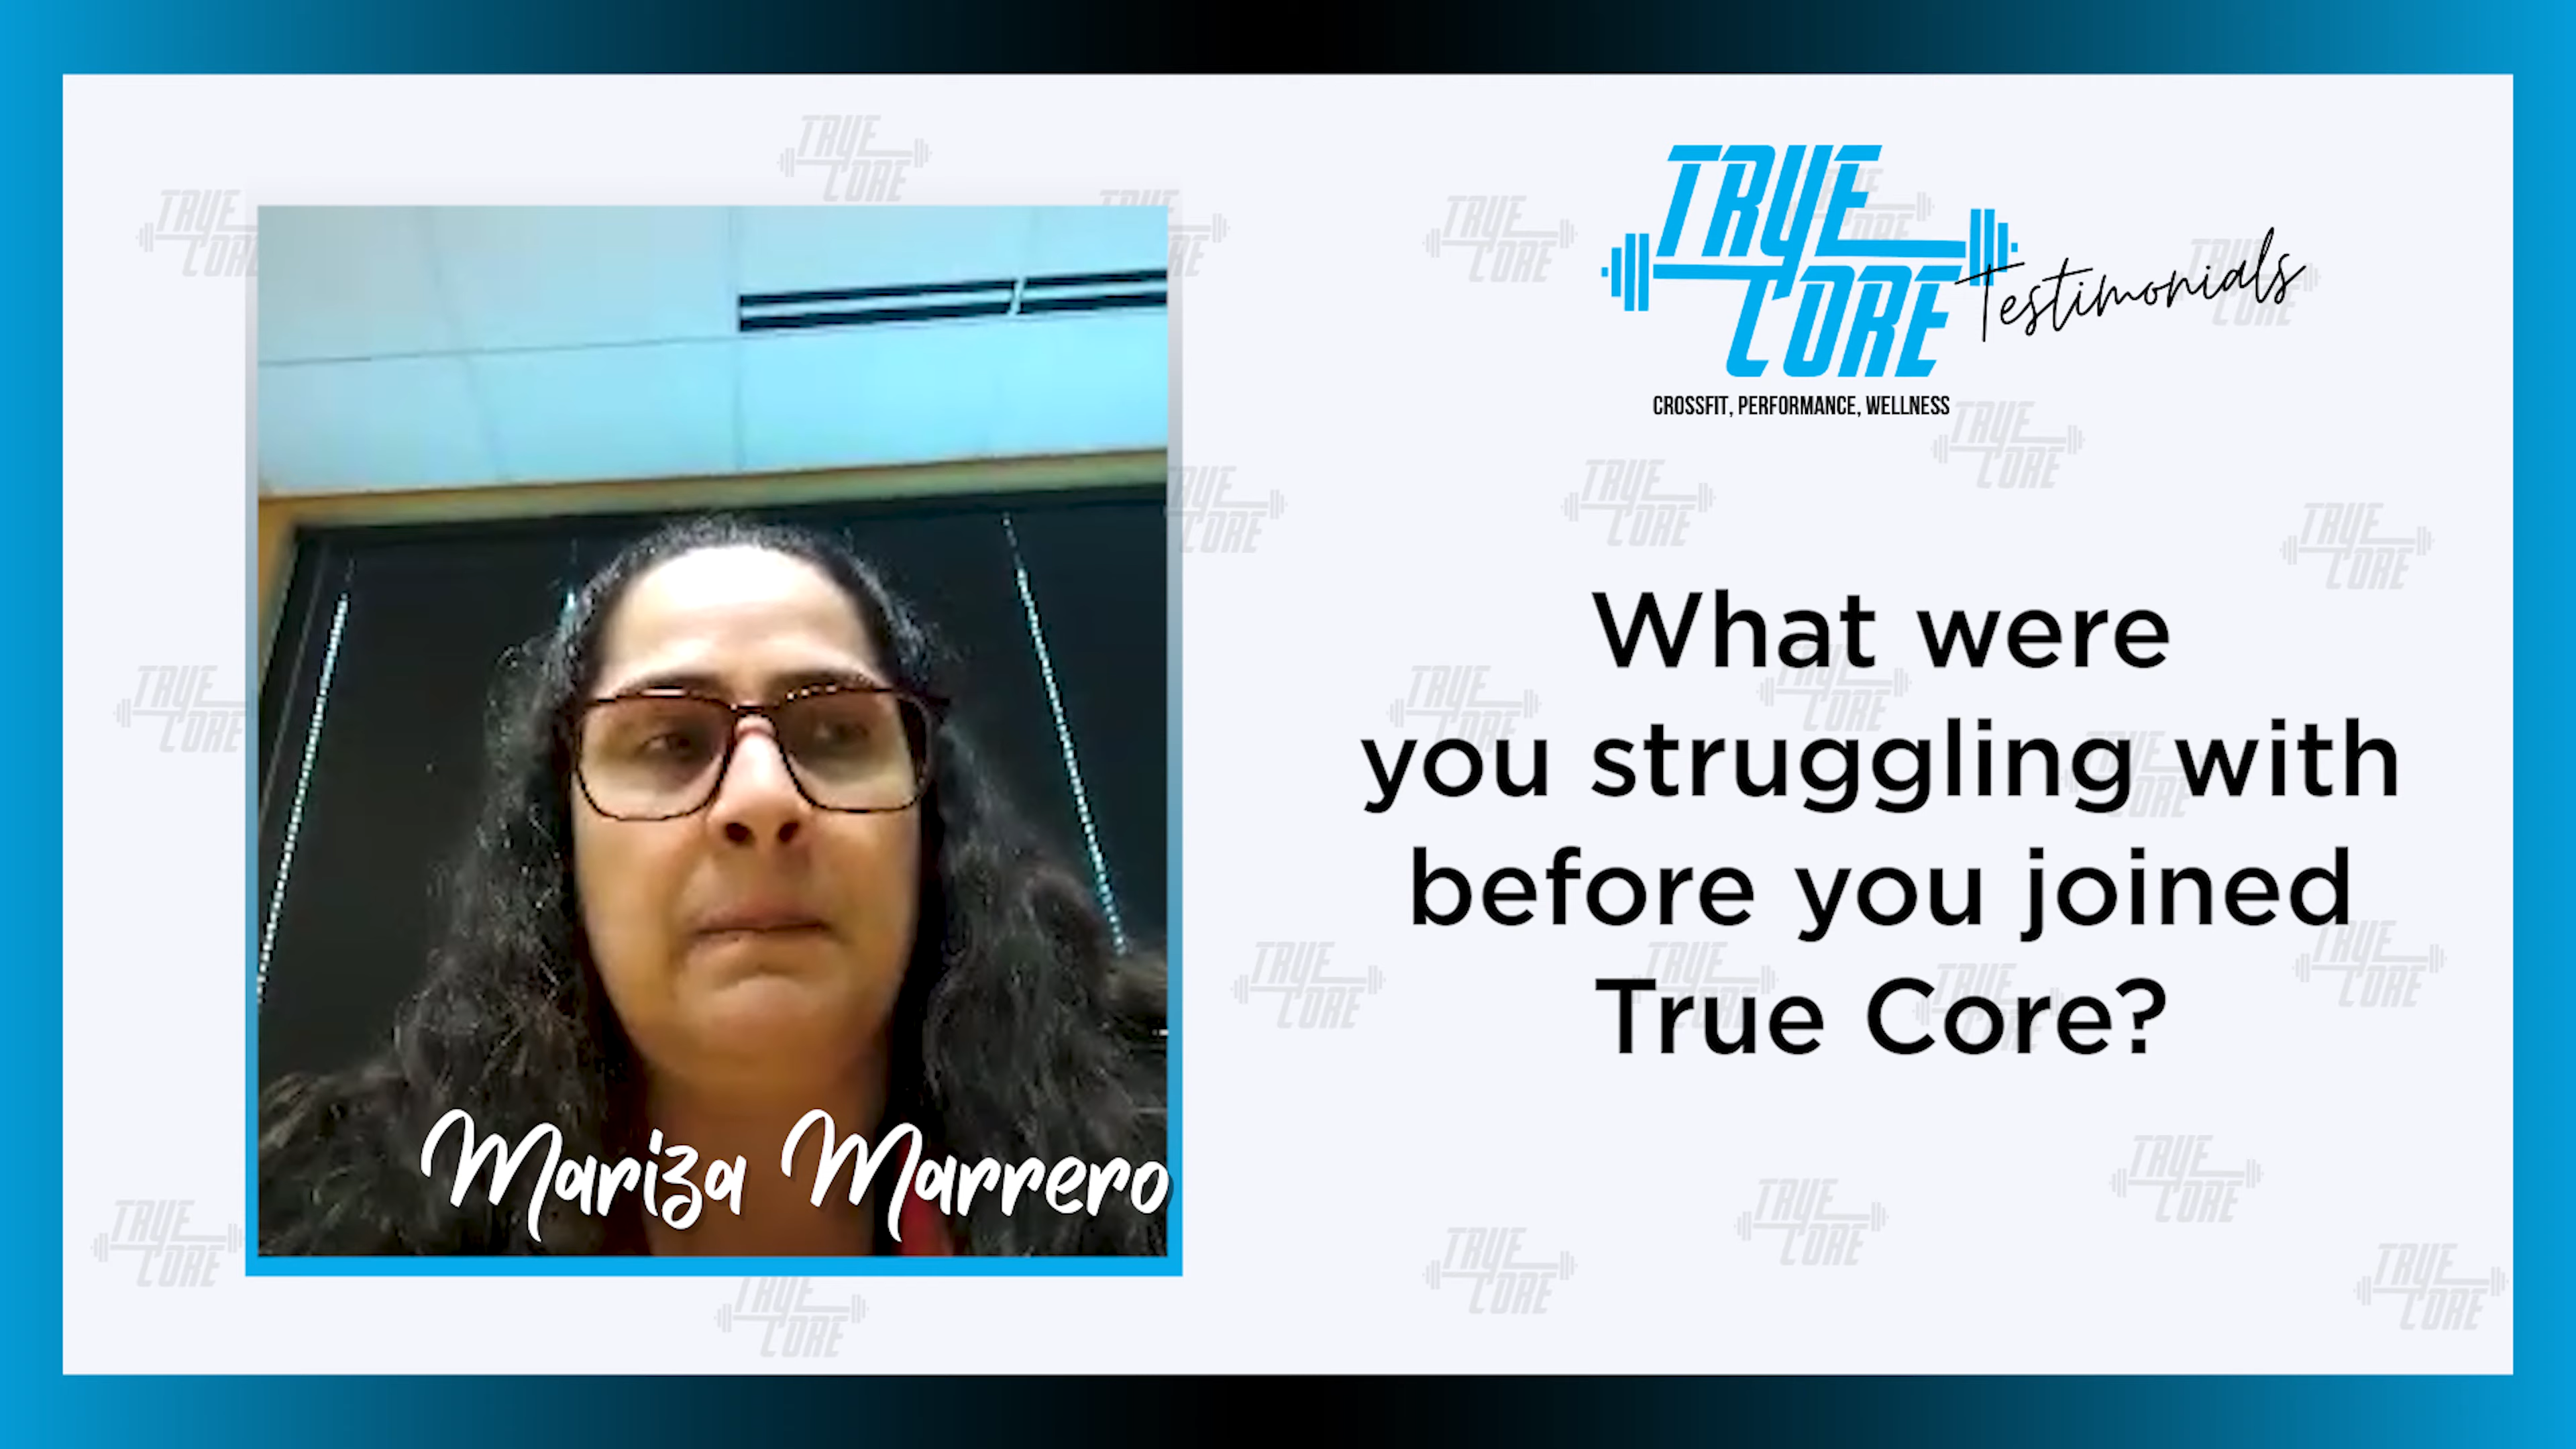 TRUE
CORE
Testimonials
CROSSFIT, PERFORMANCE, WELLNESS
What were
you struggling with
before you joined
True Core?
Mariza Marrero